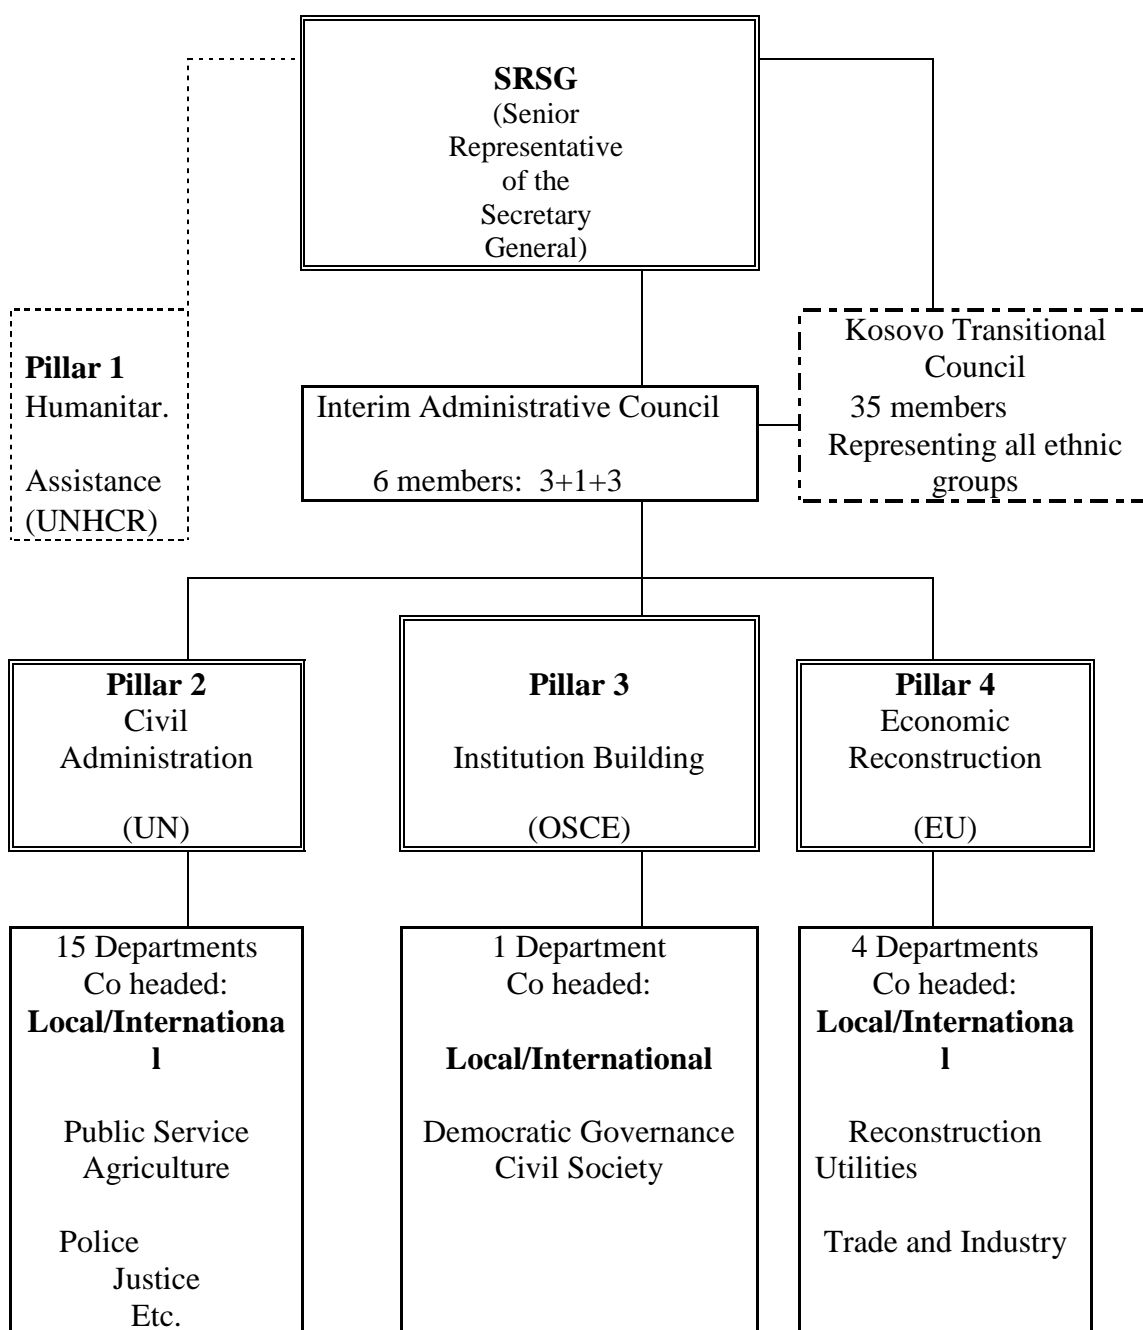 SRSG
(Senior
Representative
of the
Secretary
General)
Pillar 1
Humanitar.
Assistance
(UNHCR)
Interim Administrative Council
6 members: 3+1+3
Kosovo Transitional
Council
35 members
Representing all ethnic
groups
Pillar 2
Civil
Administration
(UN)
Pillar 3
Institution Building
(OSCE)
Pillar 4
Economic
Reconstruction
(EU)
15 Departments
Co headed:
Local/Internationa
l
Public Service
Agriculture
Police
Justice
Etc.
1 Department
Co headed:
Local/International
Democratic Governance
Civil Society
4 Departments
Co headed:
Local/Internationa
l
Reconstruction
Utilities
Trade and Industry